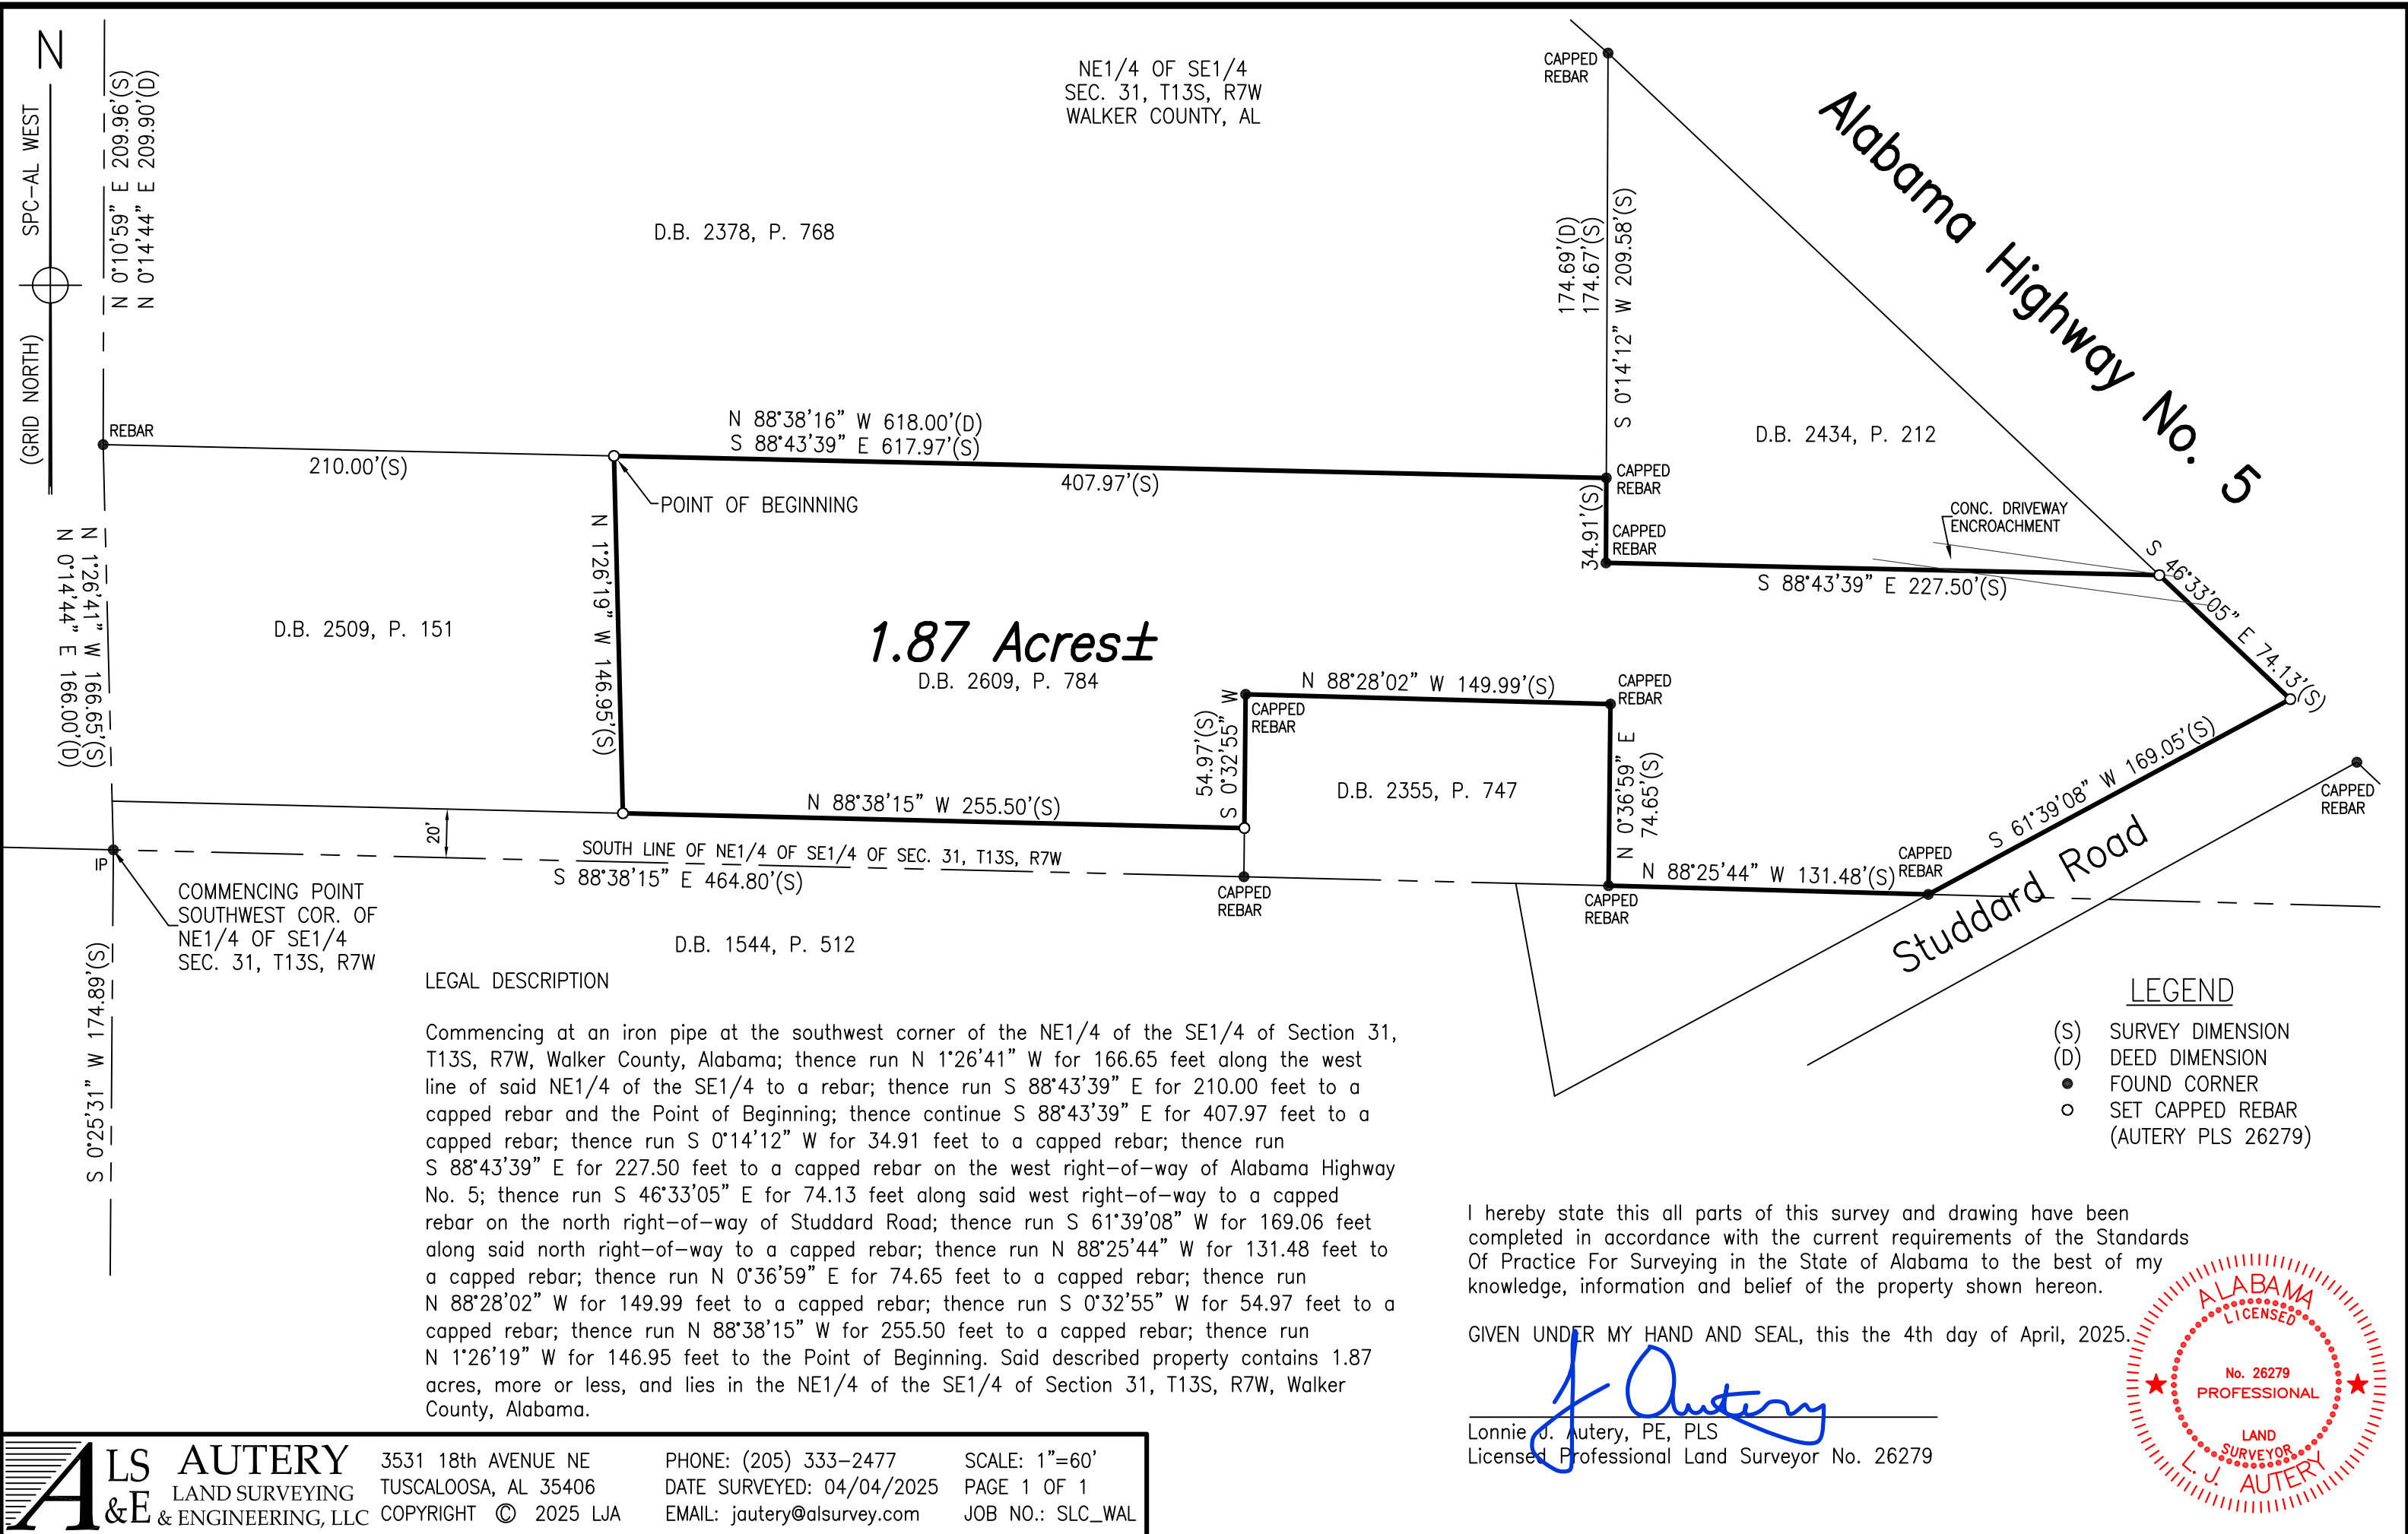 N
SPC-AL WEST
(GRID NORTH)
N 0°10'59" E 209.96'(S)
N 0°14'44" E 209.90'(D)
NE1/4 OF SE1/4
SEC. 31, T13S, R7W
WALKER COUNTY, AL
CAPPED
REBAR
Alabama Highway No. 5
D.B. 2378, P. 768
174.69'(D)
174.67'(S)
S 0°14'12" W 209.58'(S)
REBAR
210.00'(S)
N 88°38'16" W 618.00'(D)
S 88°43'39" E 617.97'(S)
407.97'(S)
D.B. 2434, P. 212
CAPPED
REBAR
POINT OF BEGINNING
34.91'(S)
CAPPED
REBAR
CONC. DRIVEWAY
ENCROACHMENT
S 88°43'39" E 227.50'(S)
S 46°33'05" E 74.13'(S)
N 1°26'41" W 166.65'(S)
N 0°14'44" E 166.00'(D)
N 1°26'19" W 146.95'(S)
D.B. 2509, P. 151
1.87 Acres±
D.B. 2609, P. 784
N 88°28'02" W 149.99'(S)
CAPPED
REBAR
CAPPED
REBAR
54.97'(S)
S 0°32'55" W
D.B. 2355, P. 747
N 0°36'59" E
74.65'(S)
S 61°39'08" W 169.05'(S)
CAPPED
REBAR
N 88°38'15" W 255.50'(S)
20'
SOUTH LINE OF NE1/4 OF SE1/4 OF SEC. 31, T13S, R7W
S 88°38'15" E 464.80'(S)
IP
CAPPED
REBAR
N 88°25'44" W 131.48'(S)
CAPPED
REBAR
CAPPED
REBAR
Studdard Road
COMMENCING POINT
SOUTHWEST COR. OF
NE1/4 OF SE1/4
SEC. 31, T13S, R7W
D.B. 1544, P. 512
S 0°25'31" W 174.89'(S)
LEGAL DESCRIPTION
Commencing at an iron pipe at the southwest corner of the NE1/4 of the SE1/4 of Section 31,
T13S, R7W, Walker County, Alabama; thence run N 1°26'41" W for 166.65 feet along the west
line of said NE1/4 of the SE1/4 to a rebar; thence run S 88°43'39" E for 210.00 feet to a
capped rebar and the Point of Beginning; thence continue S 88°43'39" E for 407.97 feet to a
capped rebar; thence run S 0°14'12" W for 34.91 feet to a capped rebar; thence run
S 88°43'39" E for 227.50 feet to a capped rebar on the west right-of-way of Alabama Highway
No. 5; thence run S 46°33'05" E for 74.13 feet along said west right-of-way to a capped
rebar on the north right-of-way of Studdard Road; thence run S 61°39'08" W for 169.06 feet
along said north right-of-way to a capped rebar; thence run N 88°25'44" W for 131.48 feet to
a capped rebar; thence run N 0°36'59" E for 74.65 feet to a capped rebar; thence run
N 88°28'02" W for 149.99 feet to a capped rebar; thence run S 0°32'55" W for 54.97 feet to a
capped rebar; thence run N 88°38'15" W for 255.50 feet to a capped rebar; thence run
N 1°26'19" W for 146.95 feet to the Point of Beginning. Said described property contains 1.87
acres, more or less, and lies in the NE1/4 of the SE1/4 of Section 31, T13S, R7W, Walker
County, Alabama.
LEGEND
(S) SURVEY DIMENSION
(D) DEED DIMENSION
● FOUND CORNER
○ SET CAPPED REBAR
(AUTERY PLS 26279)
I hereby state this all parts of this survey and drawing have been
completed in accordance with the current requirements of the Standards
Of Practice For Surveying in the State of Alabama to the best of my
knowledge, information and belief of the property shown hereon.
GIVEN UNDER MY HAND AND SEAL, this the 4th day of April, 2025.
J Autery
Lonnie J. Autery, PE, PLS
Licensed Professional Land Surveyor No. 26279
ALABAMA
LICENSED
No. 26279
PROFESSIONAL
LAND
SURVEYOR
L. J. AUTERY
A LS
&E
AUTERY
LAND SURVEYING
& ENGINEERING, LLC
3531 18th AVENUE NE
TUSCALOOSA, AL 35406
COPYRIGHT © 2025 LJA
PHONE: (205) 333-2477
DATE SURVEYED: 04/04/2025
EMAIL: jautery@alsurvey.com
SCALE: 1"=60'
PAGE 1 OF 1
JOB NO.: SLC_WAL